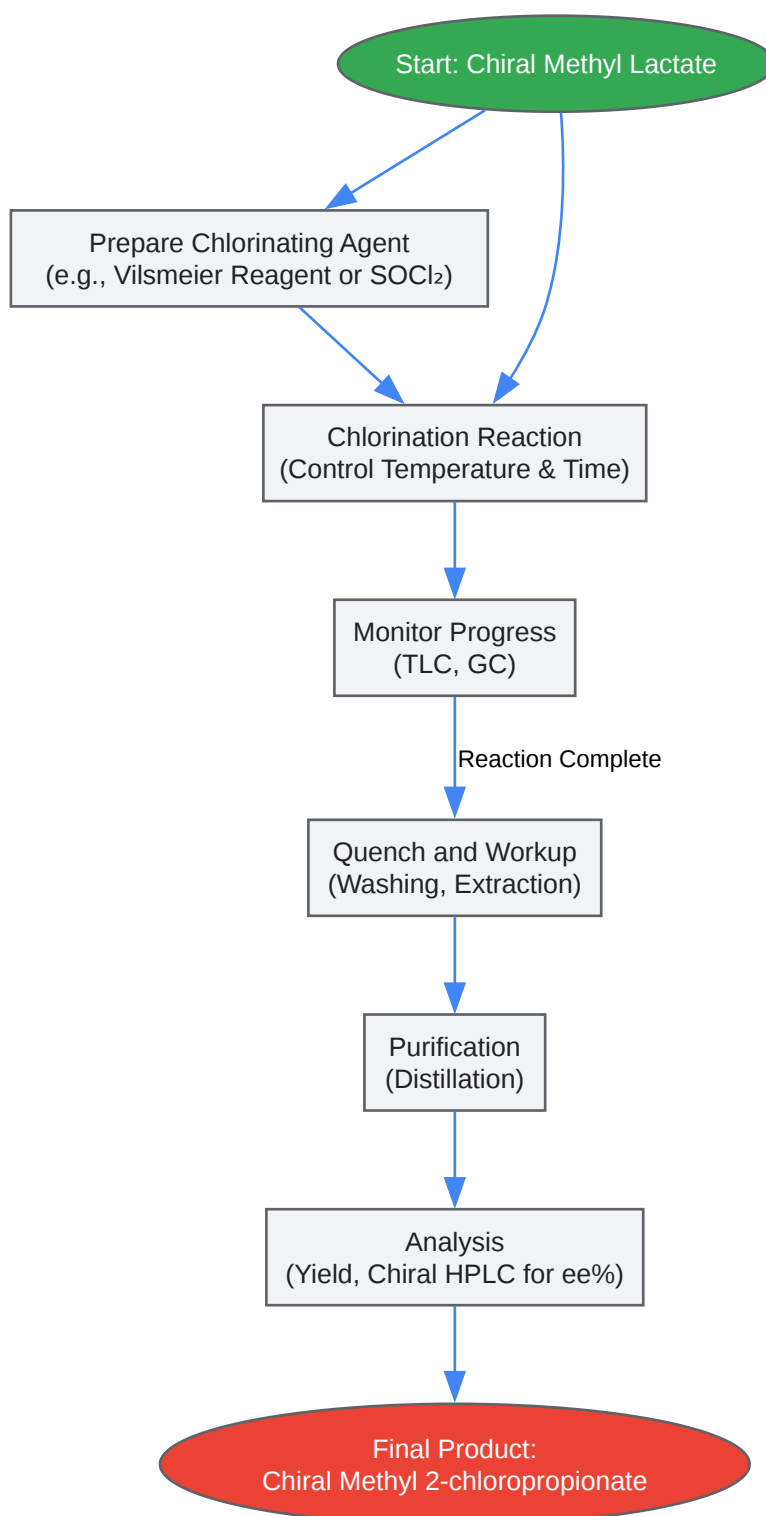 Start: Chiral Methyl Lactate
Prepare Chlorinating Agent
(e.g., Vilsmeier Reagent or SOCl₂)
Chlorination Reaction
(Control Temperature & Time)
Monitor Progress
(TLC, GC)
Reaction Complete
Quench and Workup
(Washing, Extraction)
Purification
(Distillation)
Analysis
(Yield, Chiral HPLC for ee%)
Final Product:
Chiral Methyl 2-chloropropionate